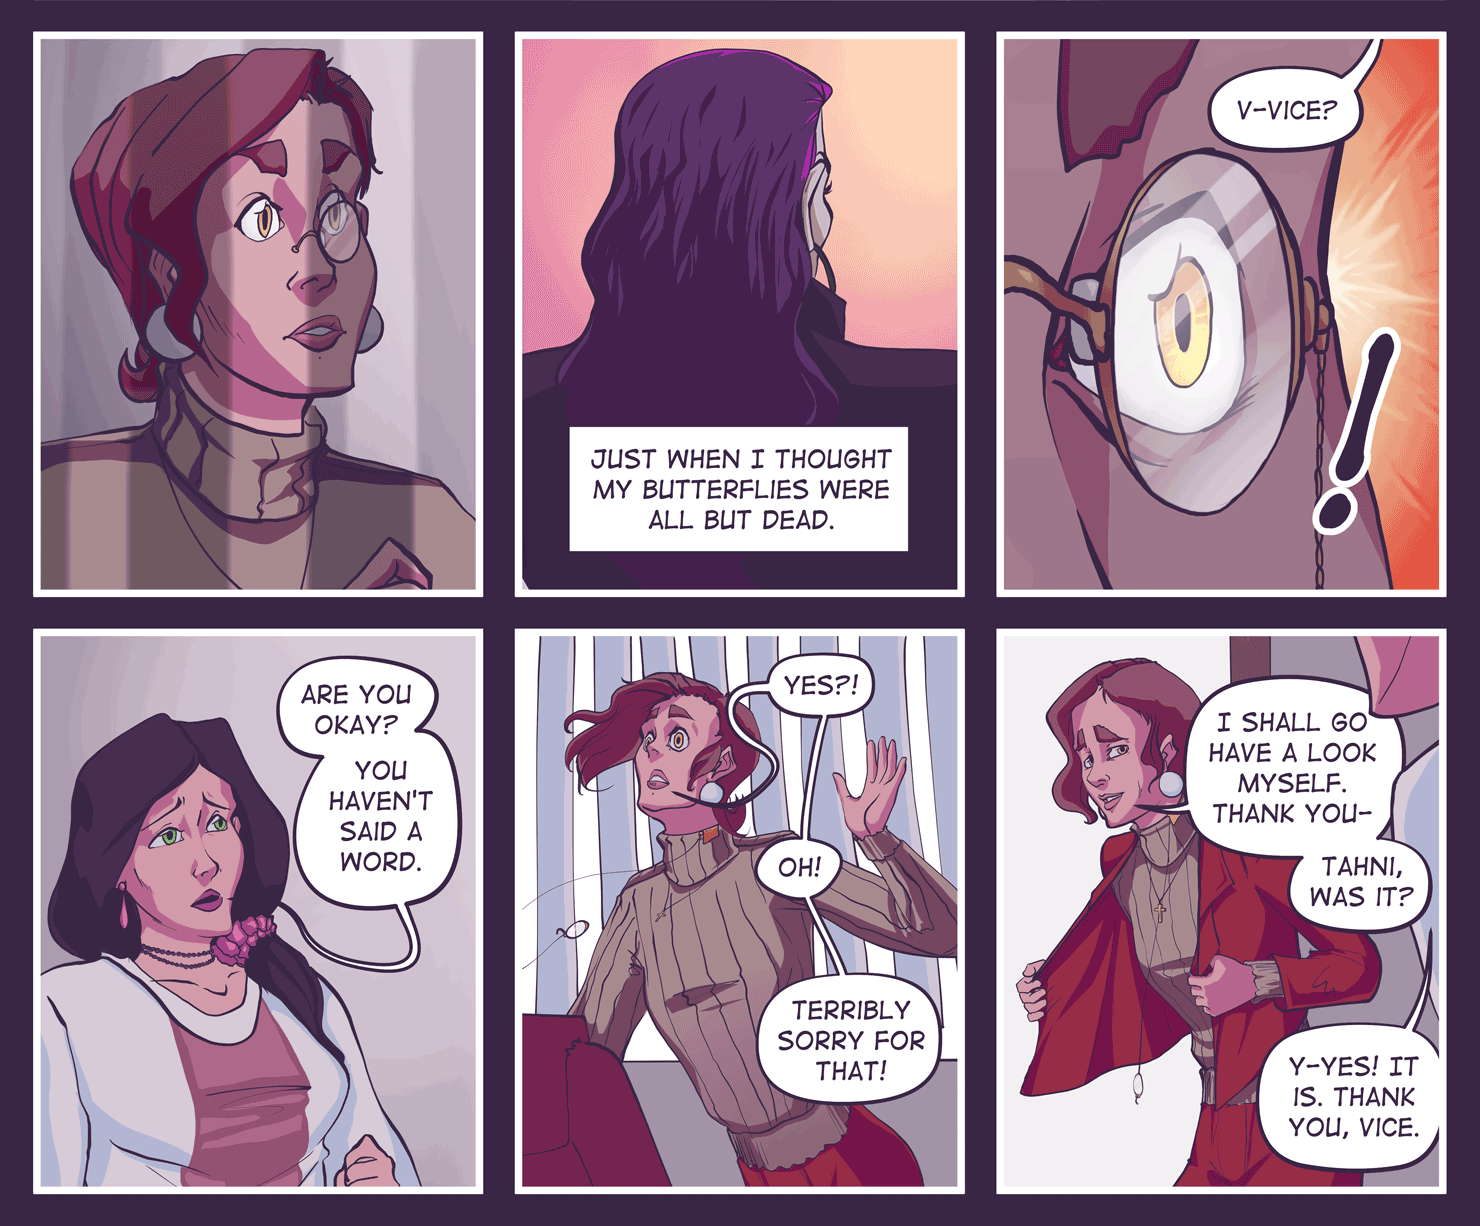 JUST WHEN I THOUGHT
MY BUTTERFLIES WERE
ALL BUT DEAD.
V-VICE?
!
ARE YOU
OKAY?
YOU
HAVEN'T
SAID A
WORD.
YES?!
OH!
TERRIBLY
SORRY FOR
THAT!
I SHALL GO
HAVE A LOOK
MYSELF.
THANK YOU-
TAHNI,
WAS IT?
Y-YES! IT
IS. THANK
YOU, VICE.